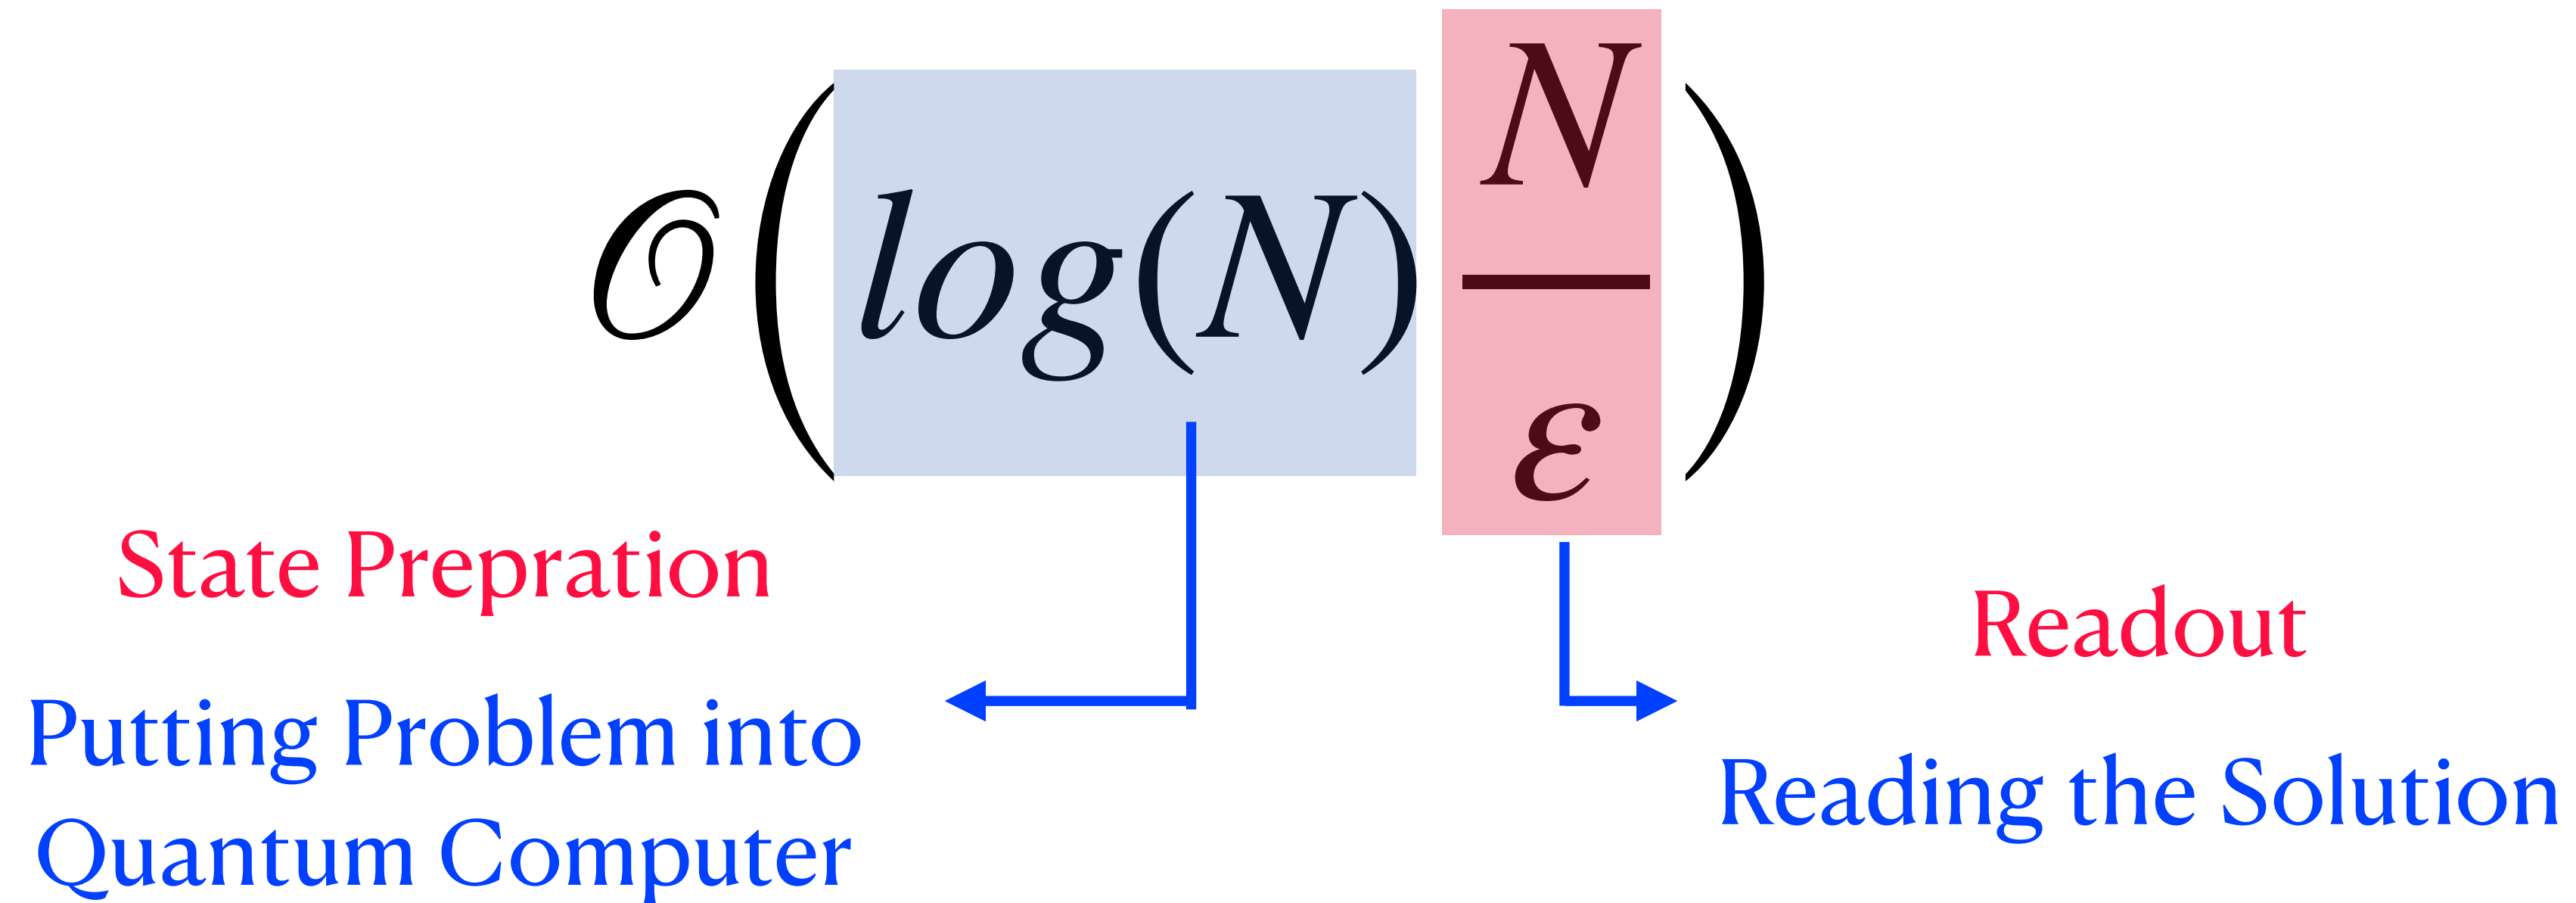 𝒪(log(N) N/ε)
State Prepration
Putting Problem into
Quantum Computer
Readout
Reading the Solution